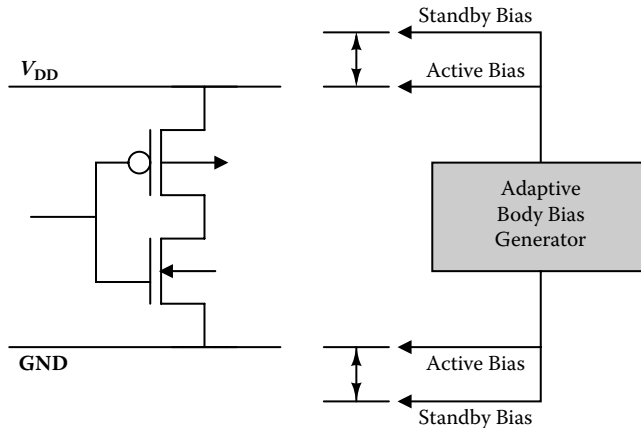 Standby Bias
V_DD
Active Bias
Adaptive
Body Bias
Generator
GND
Active Bias
Standby Bias